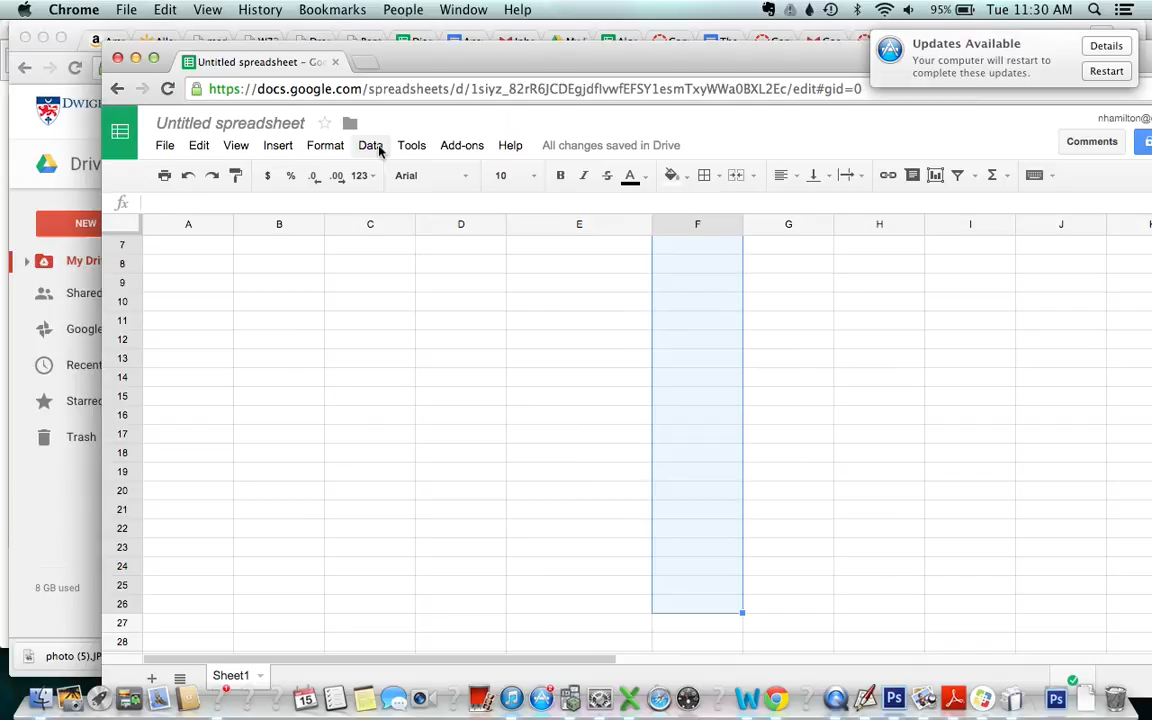 Chrome File Edit View History Bookmarks People Window Help 95% Tue 11:30 AM
Updates Available
Your computer will restart to complete these updates.
Details
Restart
Untitled spreadsheet – Goo
https://docs.google.com/spreadsheets/d/1siyz_82rR6JCDEgjdflvwfEFSY1esmTxyWWa0BXL2Ec/edit#gid=0
DWIGH
Untitled spreadsheet
nhamilton@
File Edit View Insert Format Data Tools Add-ons Help All changes saved in Drive
Comments
Driv
$ % .0 .00 123 Arial 10 B I S A Σ
fx
NEW
A B C D E F G H I J K
7
8
9
10
11
12
13
14
15
16
17
18
19
20
21
22
23
24
25
26
27
28
My Dri
Shared
Google
Recen
Starred
Trash
8 GB used
photo (5).JP
Sheet1
15